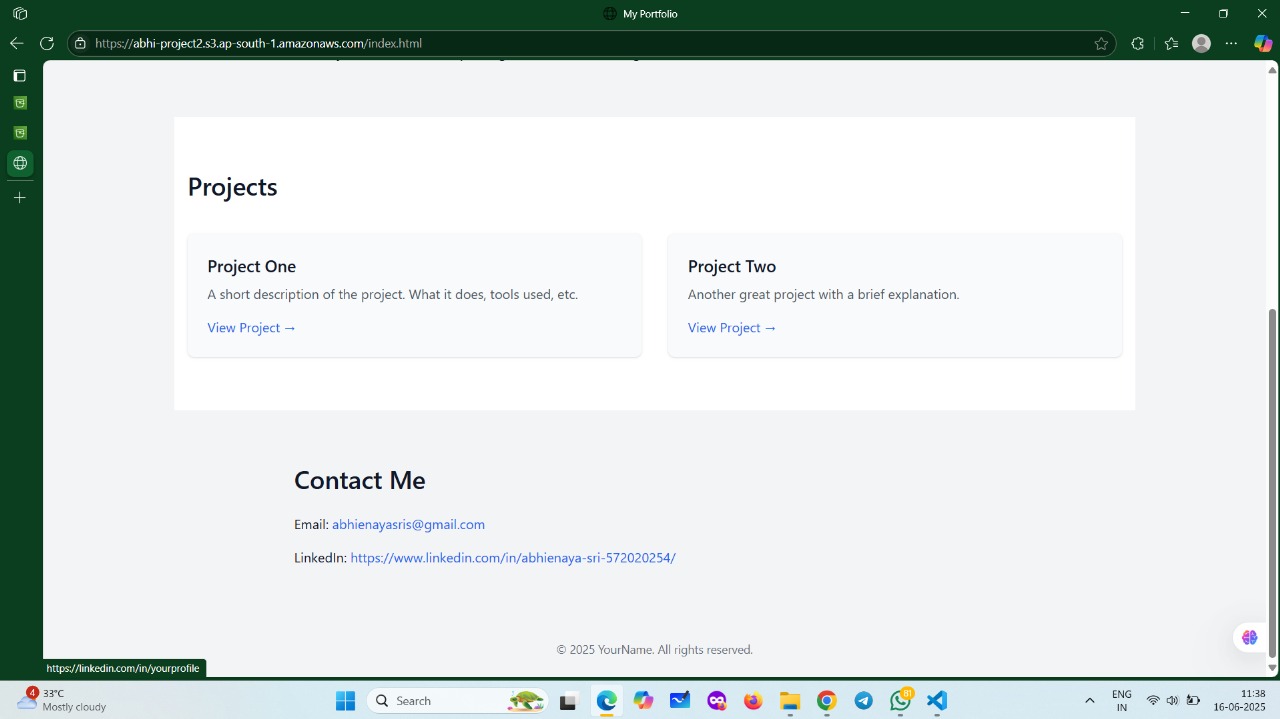 My Portfolio
https://abhi-project2.s3.ap-south-1.amazonaws.com/index.html
Projects
Project One
A short description of the project. What it does, tools used, etc.
View Project →
Project Two
Another great project with a brief explanation.
View Project →
Contact Me
Email: abhienayasris@gmail.com
LinkedIn: https://www.linkedin.com/in/abhienaya-sri-572020254/
© 2025 YourName. All rights reserved.
https://linkedin.com/in/yourprofile
4
33°C
Mostly cloudy
Search
81
ENG
IN
11:38
16-06-2025